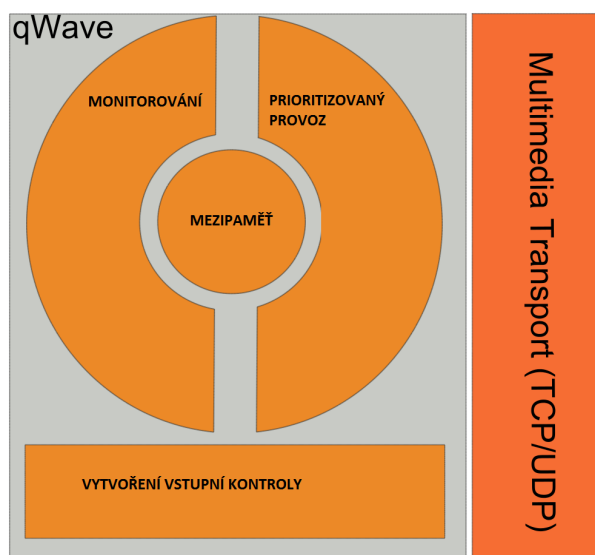 qWave
MONITOROVÁNÍ
PRIORITIZOVANÝ
PROVOZ
MEZIPAMĚŤ
VYTVOŘENÍ VSTUPNÍ KONTROLY
Multimedia Transport (TCP/UDP)